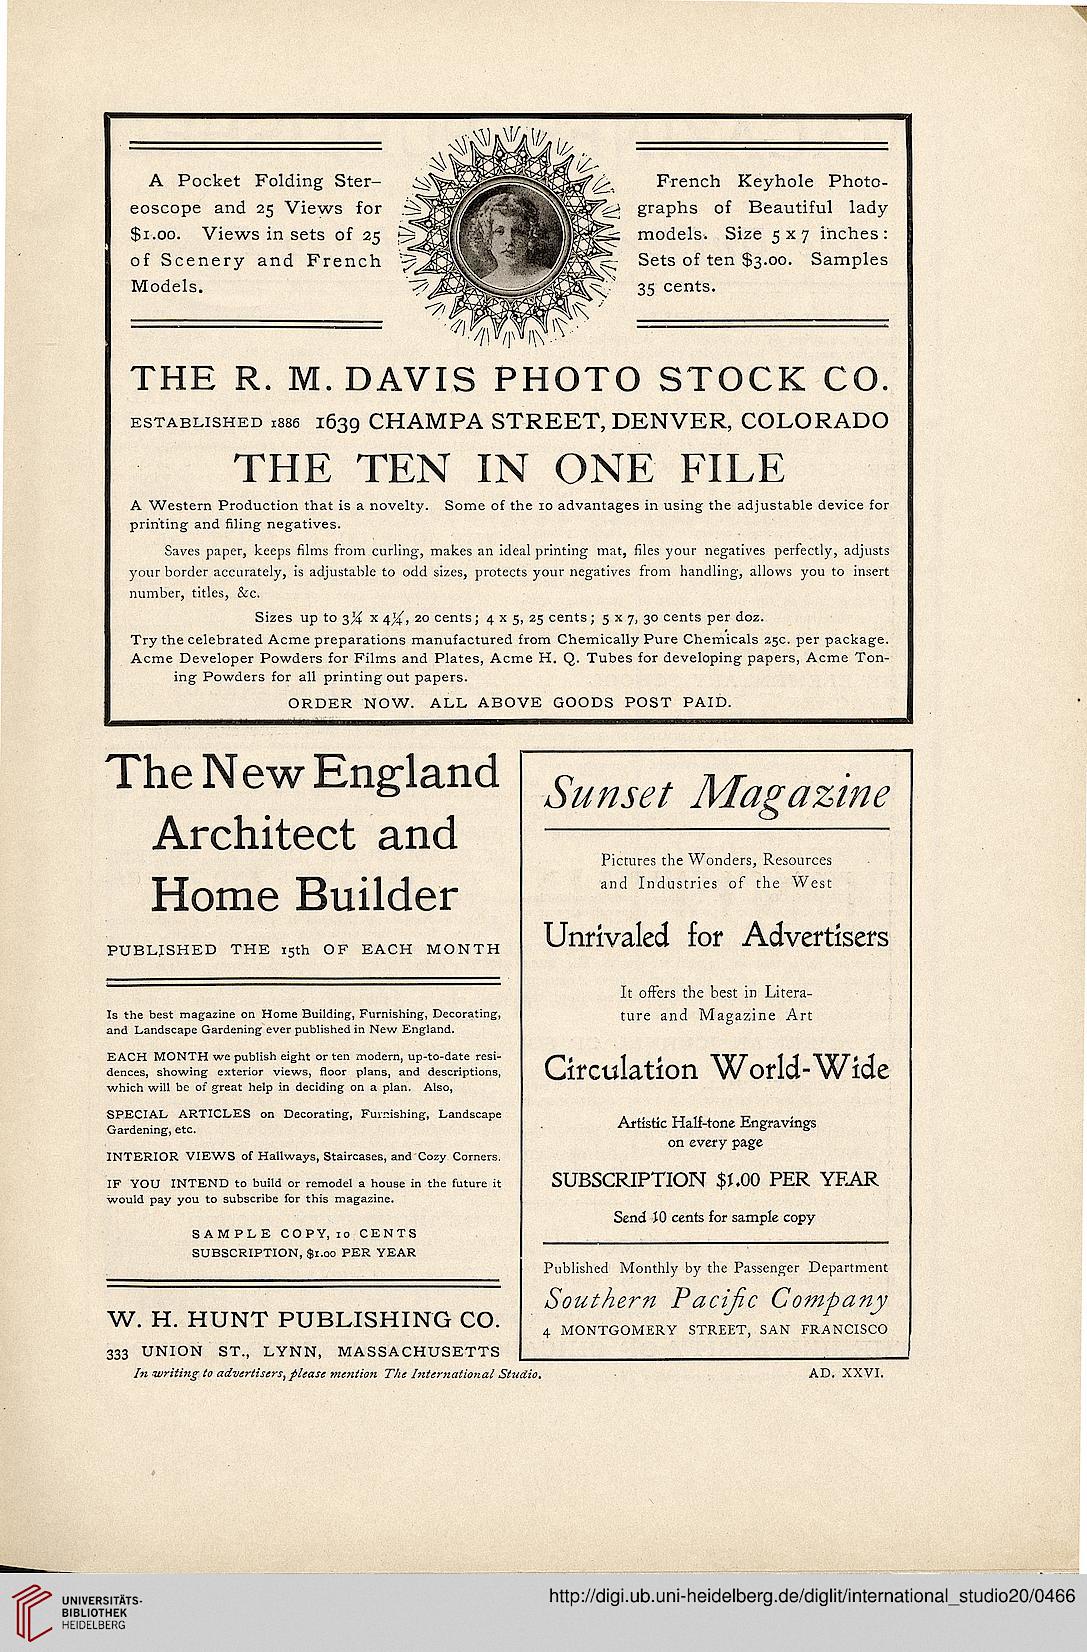 A Pocket Folding Ster-
eoscope and 25 Views for
$1.00. Views in sets of 25
of Scenery and French
Models.
French Keyhole Photo-
graphs of Beautiful lady
models. Size 5 x 7 inches:
Sets of ten $3.00. Samples
35 cents.
THE R. M. DAVIS PHOTO STOCK CO.
ESTABLISHED 1886 1639 CHAMPA STREET, DENVER, COLORADO
THE TEN IN ONE FILE
A Western Production that is a novelty. Some of the 10 advantages in using the adjustable device for
printing and filing negatives.
Saves paper, keeps films from curling, makes an ideal printing mat, files your negatives perfectly, adjusts
your border accurately, is adjustable to odd sizes, protects your negatives from handling, allows you to insert
number, titles, &c.
Sizes up to 3¼ x 4¼, 20 cents; 4 x 5, 25 cents; 5 x 7, 30 cents per doz.
Try the celebrated Acme preparations manufactured from Chemically Pure Chemicals 25c. per package.
Acme Developer Powders for Films and Plates, Acme H. Q. Tubes for developing papers, Acme Ton-
ing Powders for all printing out papers.
ORDER NOW. ALL ABOVE GOODS POST PAID.
The New England
Architect and
Home Builder
PUBLISHED THE 15th OF EACH MONTH
Is the best magazine on Home Building, Furnishing, Decorating,
and Landscape Gardening ever published in New England.
EACH MONTH we publish eight or ten modern, up-to-date resi-
dences, showing exterior views, floor plans, and descriptions,
which will be of great help in deciding on a plan. Also,
SPECIAL ARTICLES on Decorating, Furnishing, Landscape
Gardening, etc.
INTERIOR VIEWS of Hallways, Staircases, and Cozy Corners.
IF YOU INTEND to build or remodel a house in the future it
would pay you to subscribe for this magazine.
SAMPLE COPY, 10 CENTS
SUBSCRIPTION, $1.00 PER YEAR
W. H. HUNT PUBLISHING CO.
333 UNION ST., LYNN, MASSACHUSETTS
Sunset Magazine
Pictures the Wonders, Resources
and Industries of the West
Unrivaled for Advertisers
It offers the best in Litera-
ture and Magazine Art
Circulation World-Wide
Artistic Half-tone Engravings
on every page
SUBSCRIPTION $1.00 PER YEAR
Send 10 cents for sample copy
Published Monthly by the Passenger Department
Southern Pacific Company
4 MONTGOMERY STREET, SAN FRANCISCO
In writing to advertisers, please mention The International Studio.
AD. XXVI.
UNIVERSITÄTS-
BIBLIOTHEK
HEIDELBERG
http://digi.ub.uni-heidelberg.de/diglit/international_studio20/0466